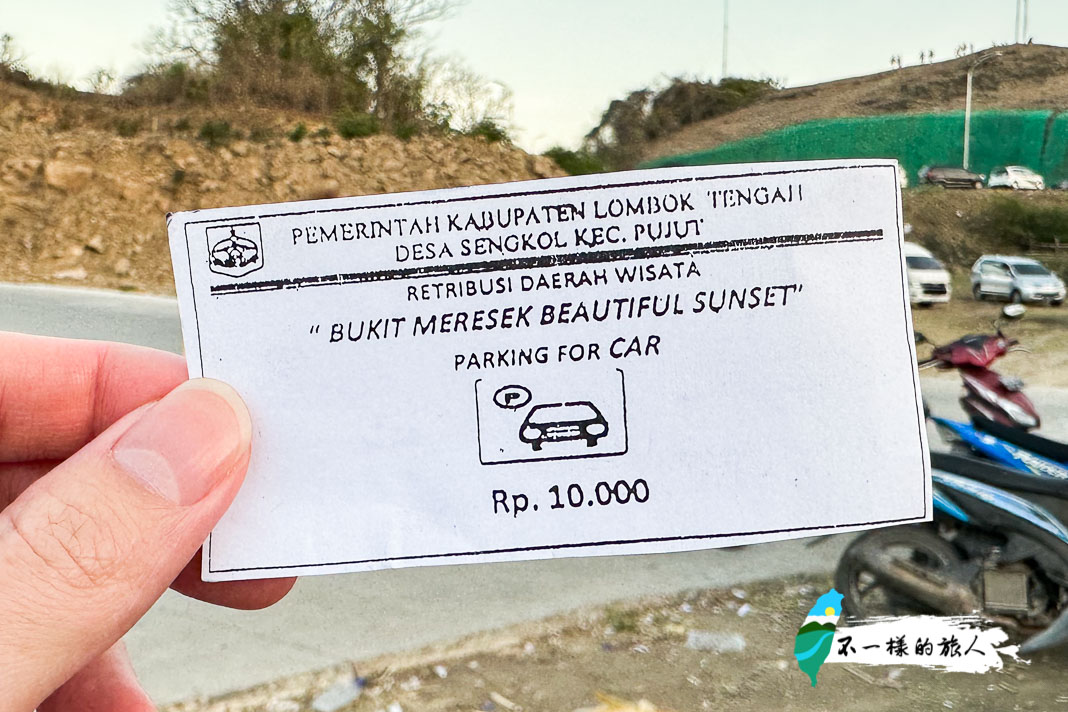 PEMERINTAH KABUPATEN LOMBOK TENGAH
DESA SENGKOL KEC. PUJUT
RETRIBUSI DAERAH WISATA
“ BUKIT MERESEK BEAUTIFUL SUNSET”
PARKING FOR CAR
P
Rp. 10.000
不一樣的旅人